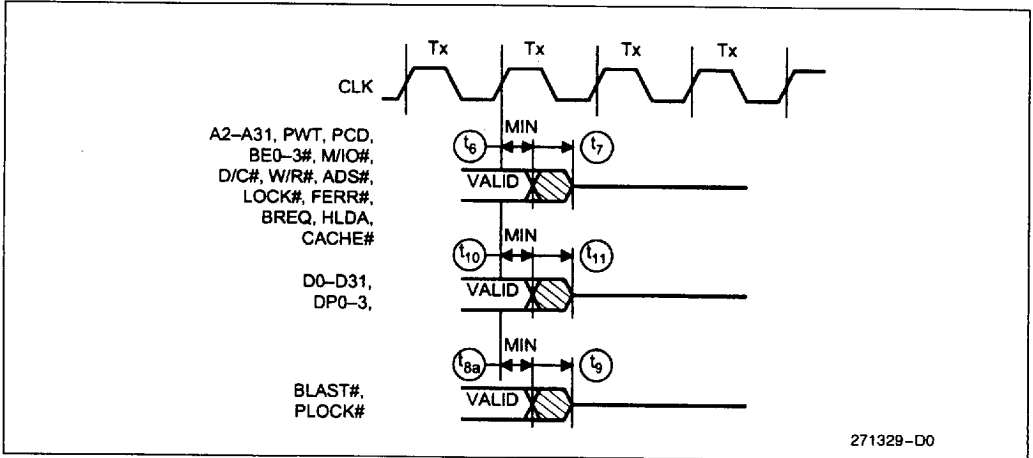 Tx Tx Tx Tx
CLK
A2–A31, PWT, PCD,
BE0–3#, M/IO#,
D/C#, W/R#, ADS#,
LOCK#, FERR#,
BREQ, HLDA,
CACHE#
t6 MIN t7
VALID
D0–D31,
DP0–3,
t10 MIN t11
VALID
BLAST#,
PLOCK#
t8a MIN t9
VALID
271329–D0